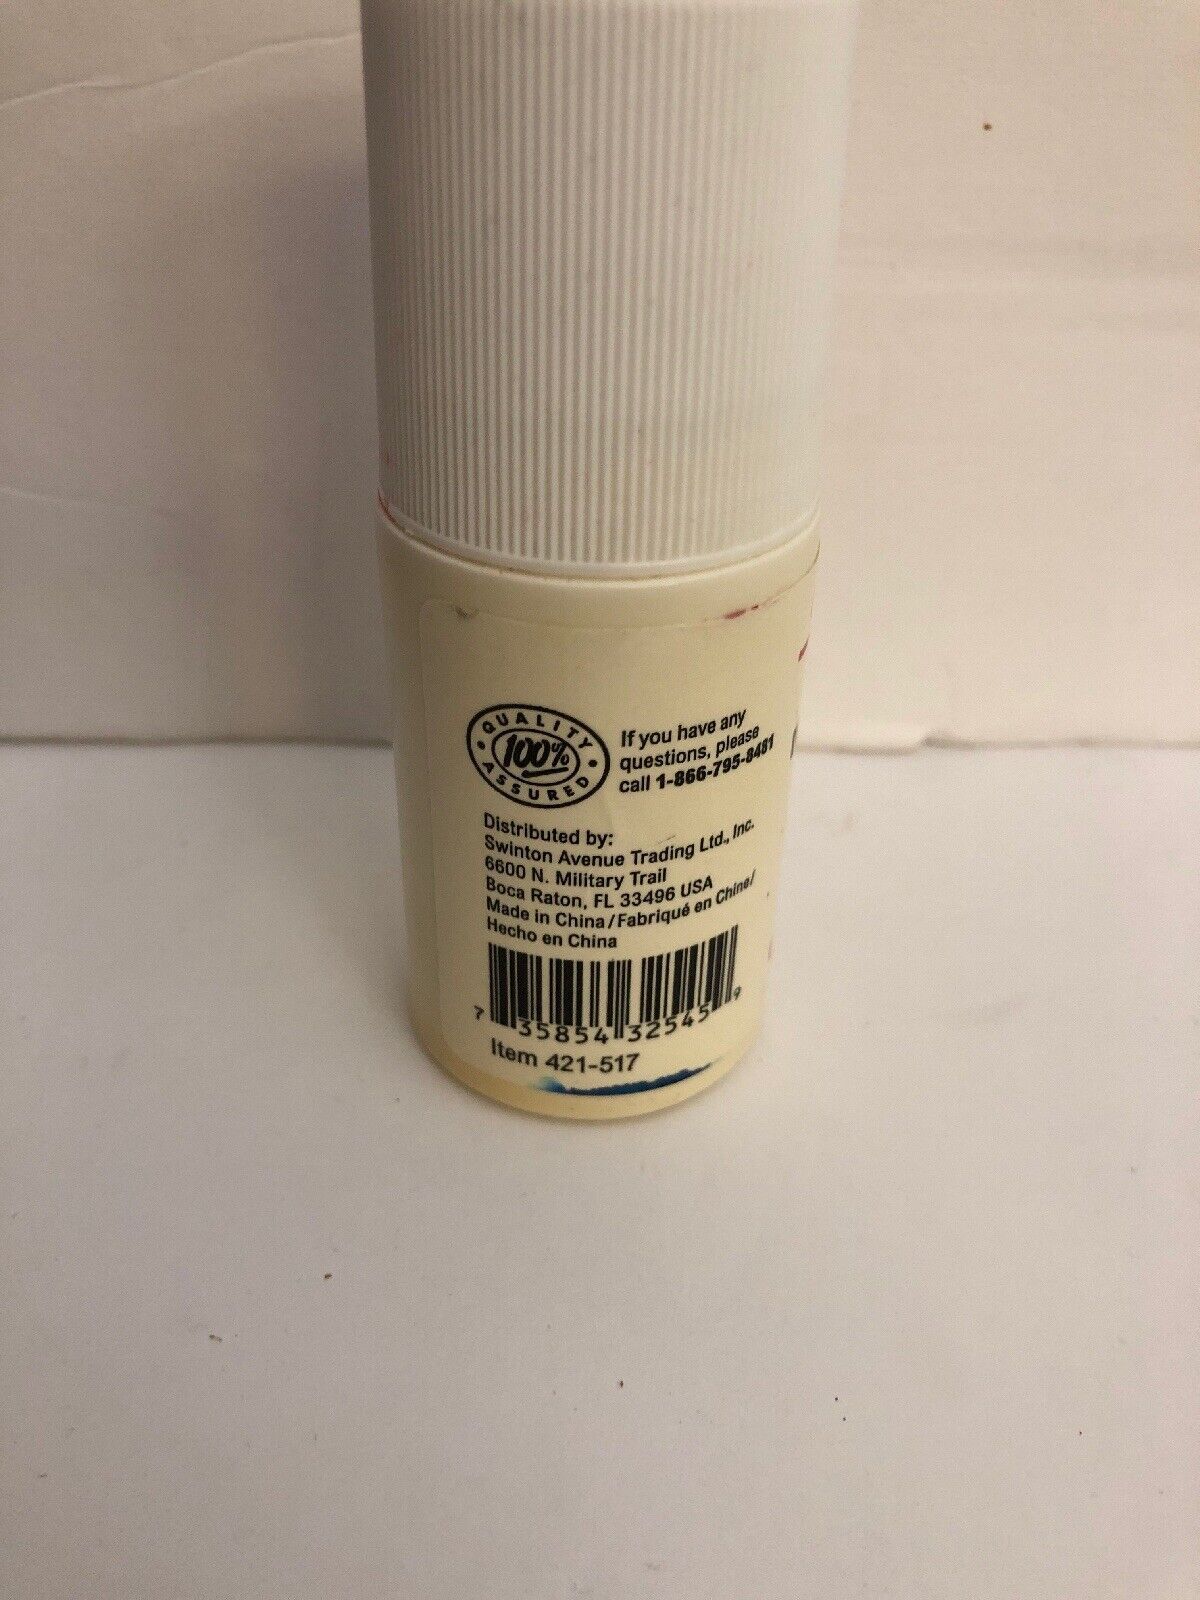 QUALITY
100%
ASSURED
If you have any
questions, please
call 1-866-795-8481
Distributed by:
Swinton Avenue Trading Ltd., Inc.
6600 N. Military Trail
Boca Raton, FL 33496 USA
Made in China/Fabriqué en Chine/
Hecho en China
7 35854 32545 9
Item 421-517